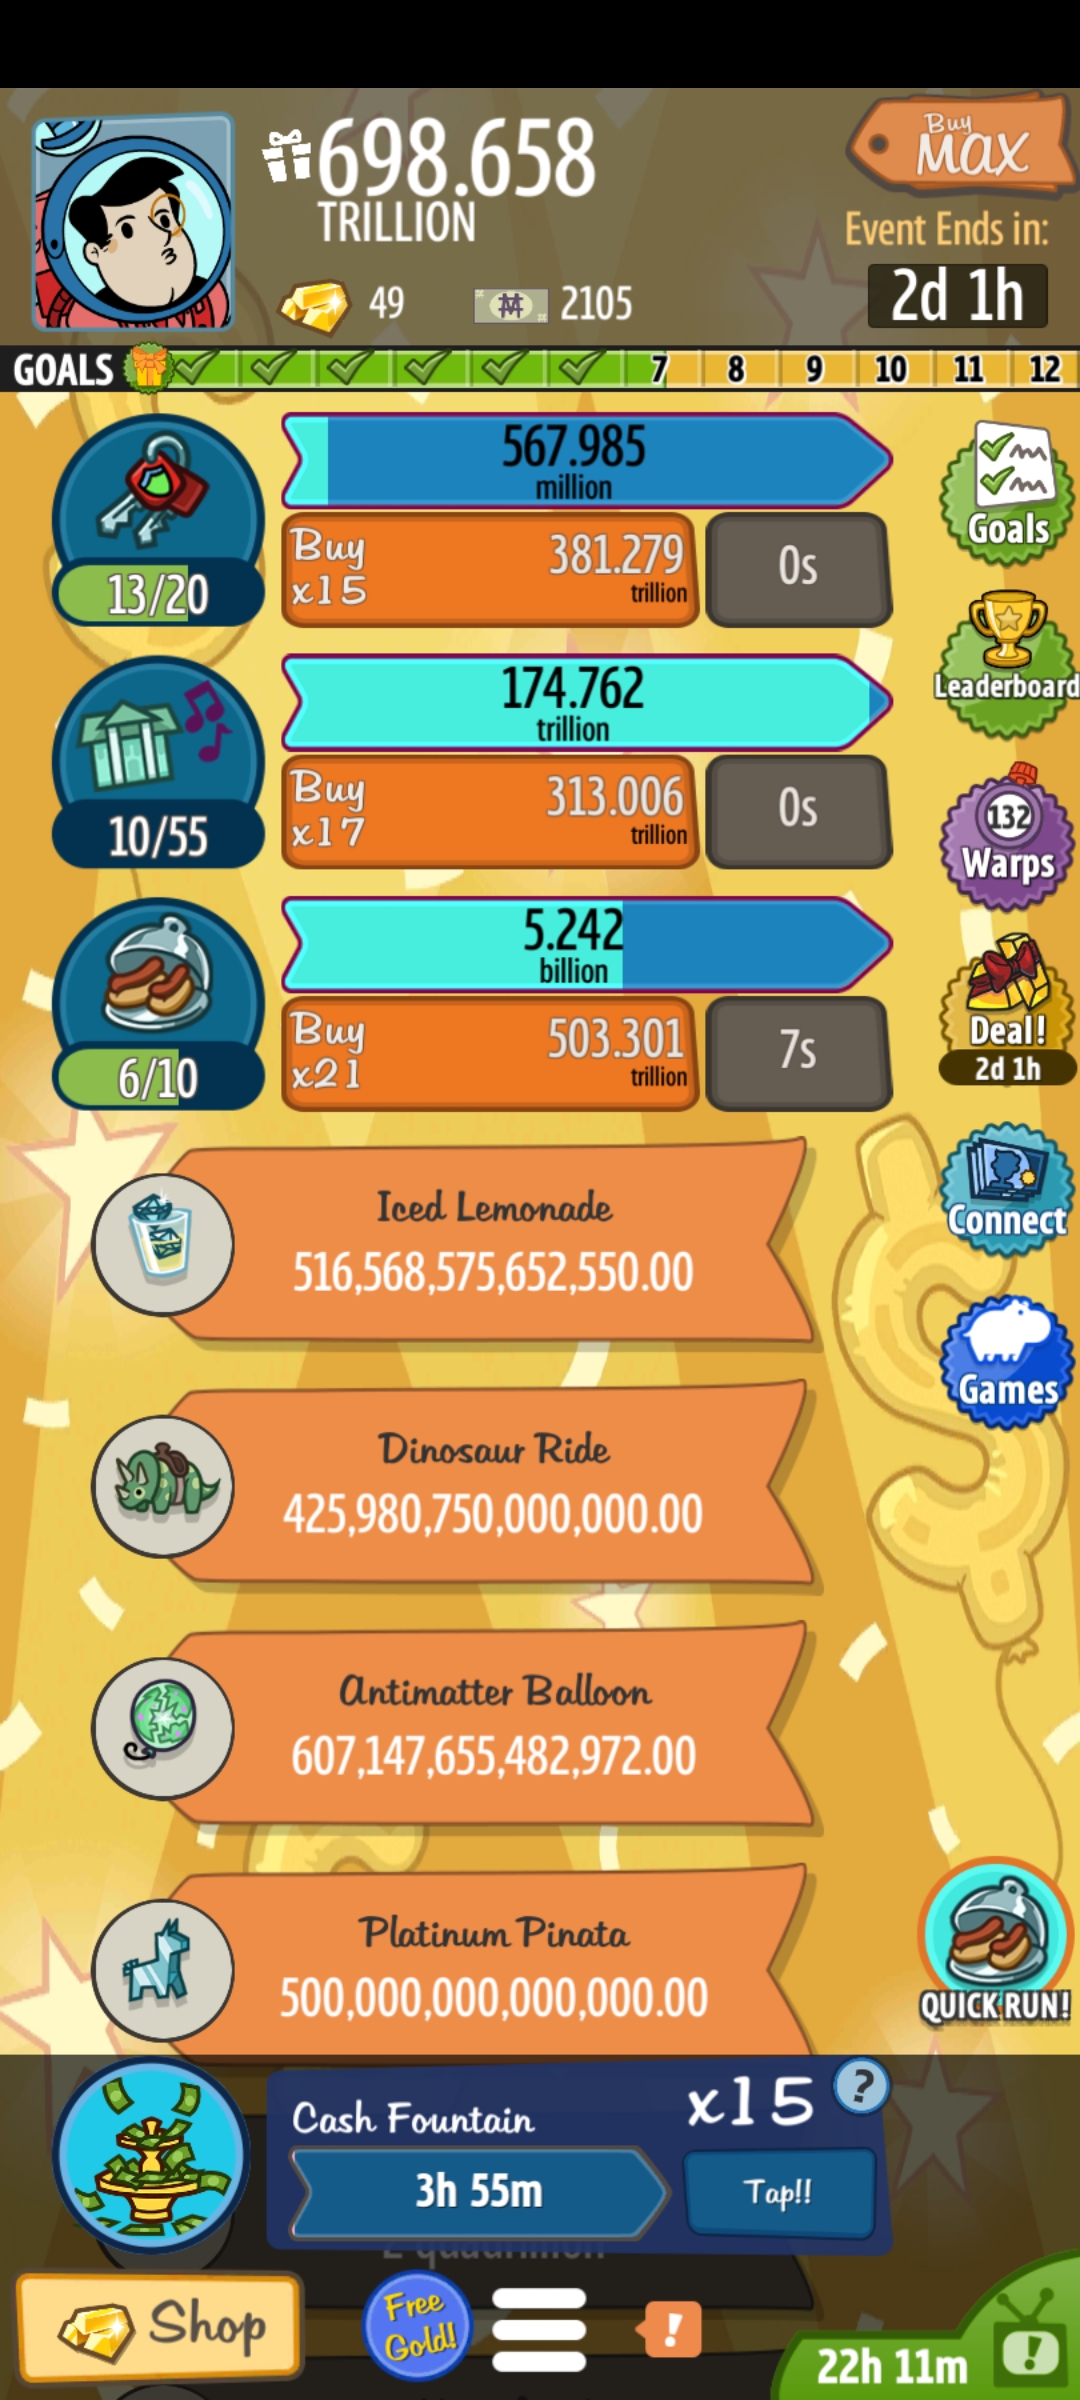 698.658
TRILLION
Buy
MAX
Event Ends in:
49
2105
2d 1h
GOALS
7
8
9
10
11
12
567.985
million
Buy
x15
381.279
trillion
0s
13/20
Goals
174.762
trillion
Leaderboard
Buy
x17
313.006
trillion
0s
10/55
132
Warps
5.242
billion
Buy
x21
503.301
trillion
7s
6/10
Deal!
2d 1h
Iced Lemonade
516,568,575,652,550.00
Connect
Games
Dinosaur Ride
425,980,750,000,000.00
Antimatter Balloon
607,147,655,482,972.00
Platinum Pinata
500,000,000,000,000.00
QUICK RUN!
Cash Fountain
x15
?
3h 55m
Tap!!
2 quadrillion
Shop
Free
Gold!
!
22h 11m
!